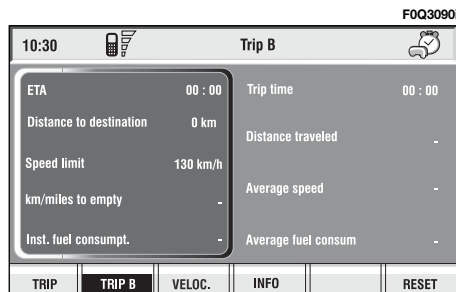 F0Q3090i
10:30 Trip B
ETA 00 : 00
Distance to destination 0 km
Speed limit 130 km/h
km/miles to empty -
Inst. fuel consumpt. -
Trip time 00 : 00
Distance traveled -
Average speed -
Average fuel consum -
TRIP TRIP B VELOC. INFO RESET